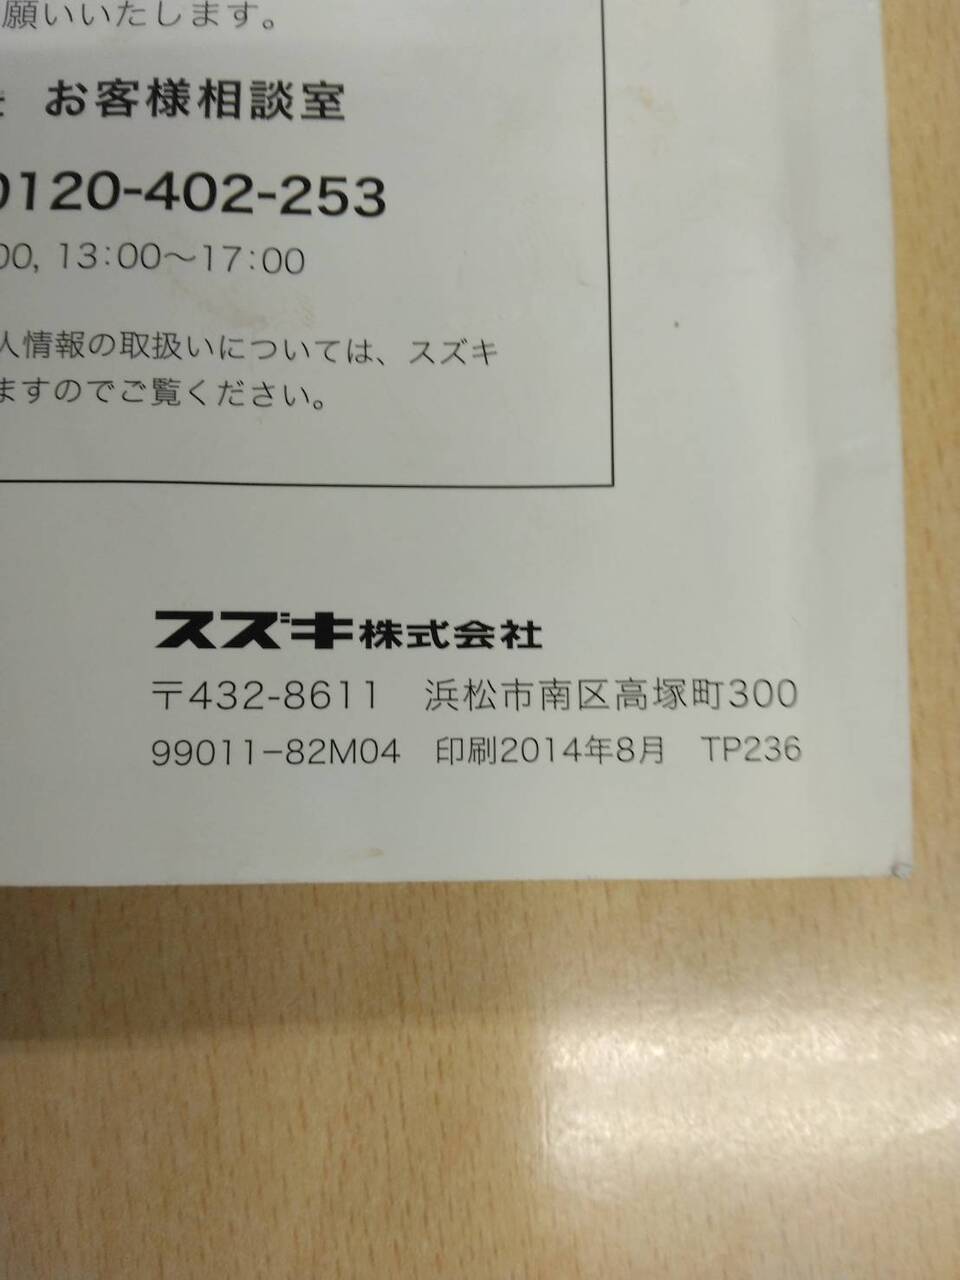 願いいたします。
お客様相談室
0120-402-253
00, 13:00～17:00
人情報の取扱いについては、スズキ
ますのでご覧ください。
スズキ株式会社
〒432-8611　浜松市南区高塚町300
99011−82M04　印刷2014年8月　TP236